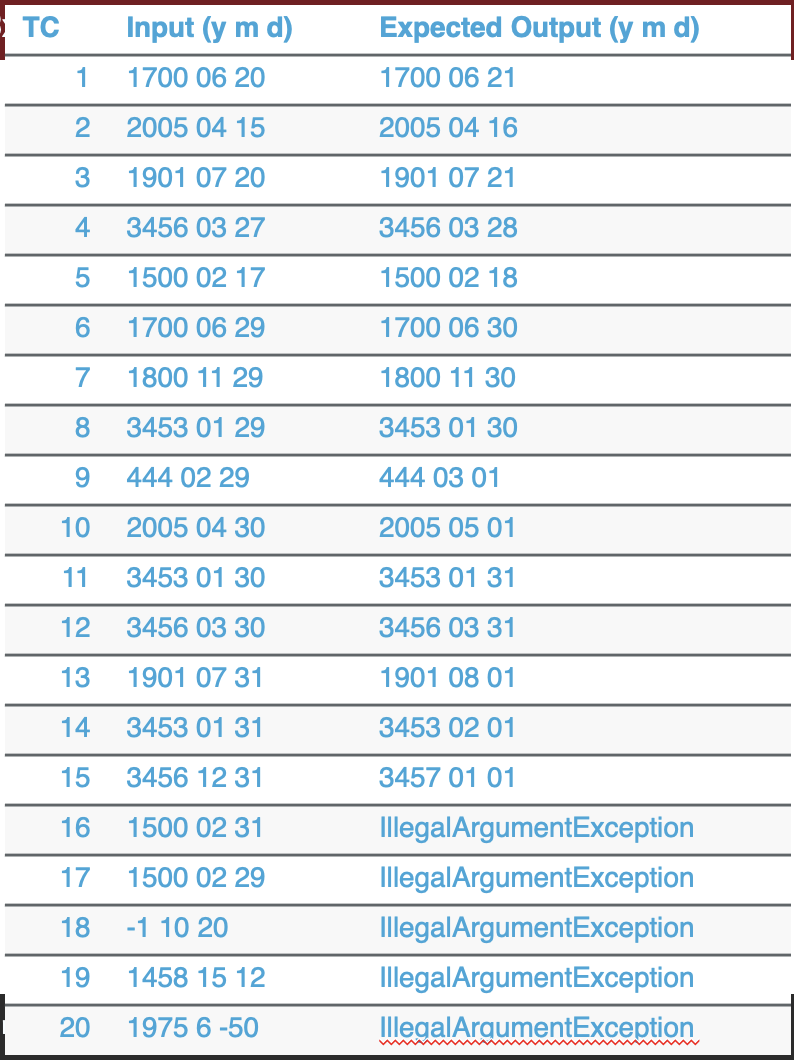 TC Input (y m d) Expected Output (y m d)
1 1700 06 20 1700 06 21
2 2005 04 15 2005 04 16
3 1901 07 20 1901 07 21
4 3456 03 27 3456 03 28
5 1500 02 17 1500 02 18
6 1700 06 29 1700 06 30
7 1800 11 29 1800 11 30
8 3453 01 29 3453 01 30
9 444 02 29 444 03 01
10 2005 04 30 2005 05 01
11 3453 01 30 3453 01 31
12 3456 03 30 3456 03 31
13 1901 07 31 1901 08 01
14 3453 01 31 3453 02 01
15 3456 12 31 3457 01 01
16 1500 02 31 IllegalArgumentException
17 1500 02 29 IllegalArgumentException
18 -1 10 20 IllegalArgumentException
19 1458 15 12 IllegalArgumentException
20 1975 6 -50 IllegalArgumentException